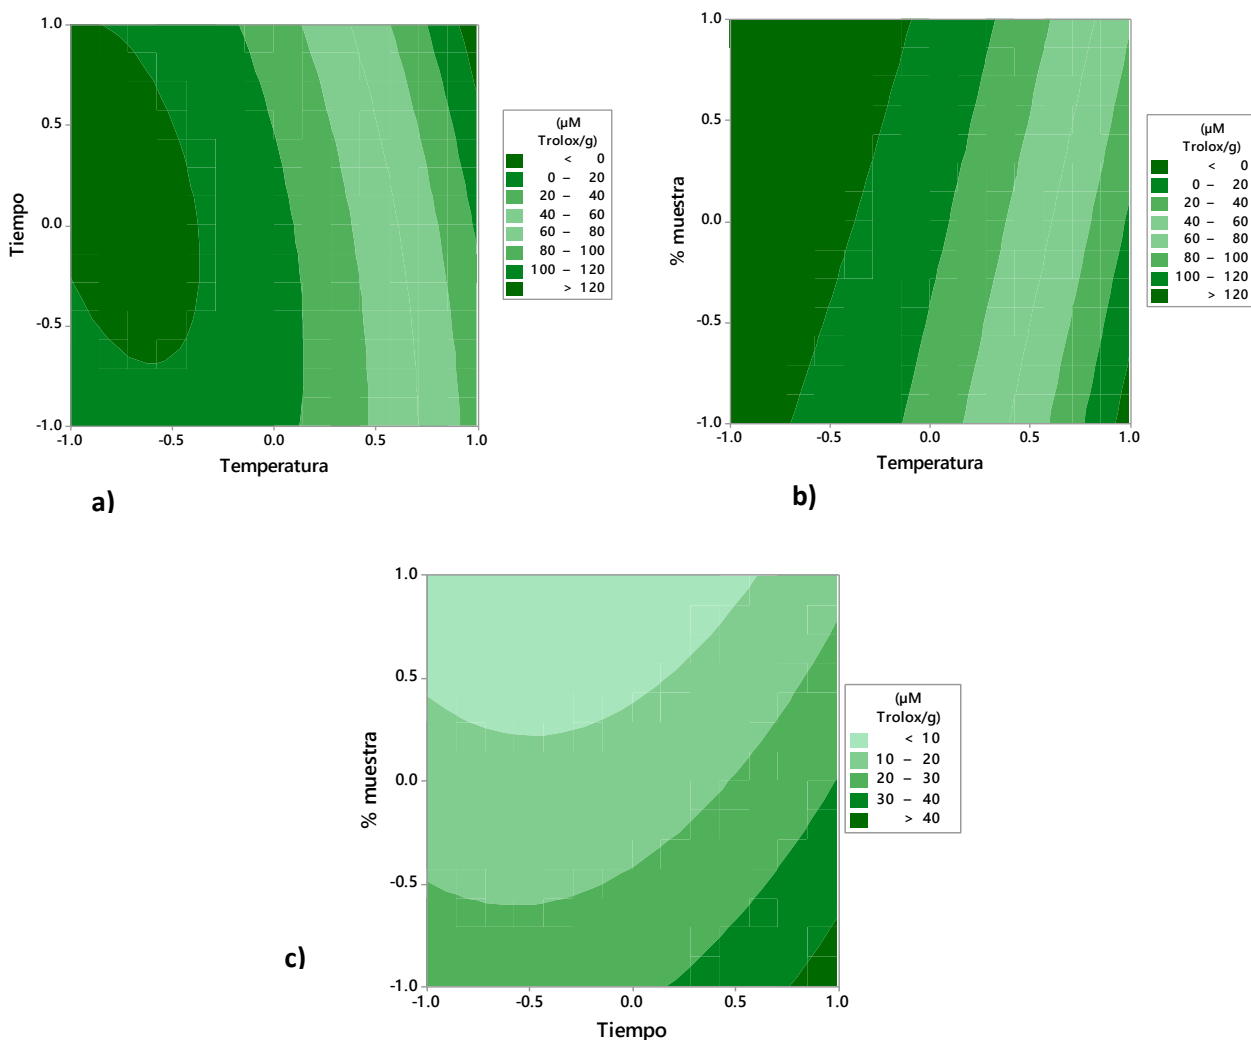 1.0
0.5
0.0
-0.5
-1.0
Tiempo
-1.0 -0.5 0.0 0.5 1.0
Temperatura
(µM
Trolox/g)
< 0
0 – 20
20 – 40
40 – 60
60 – 80
80 – 100
100 – 120
> 120
a)
1.0
0.5
0.0
-0.5
-1.0
% muestra
-1.0 -0.5 0.0 0.5 1.0
Temperatura
(µM
Trolox/g)
< 0
0 – 20
20 – 40
40 – 60
60 – 80
80 – 100
100 – 120
> 120
b)
1.0
0.5
0.0
-0.5
-1.0
% muestra
-1.0 -0.5 0.0 0.5 1.0
Tiempo
(µM
Trolox/g)
< 10
10 – 20
20 – 30
30 – 40
> 40
c)